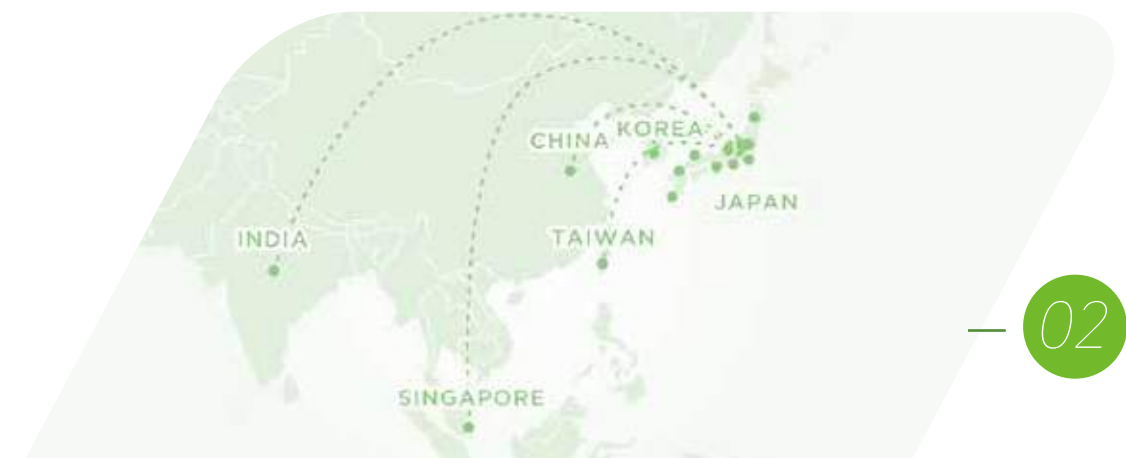 CHINA
KOREA
JAPAN
INDIA
TAIWAN
02
SINGAPORE